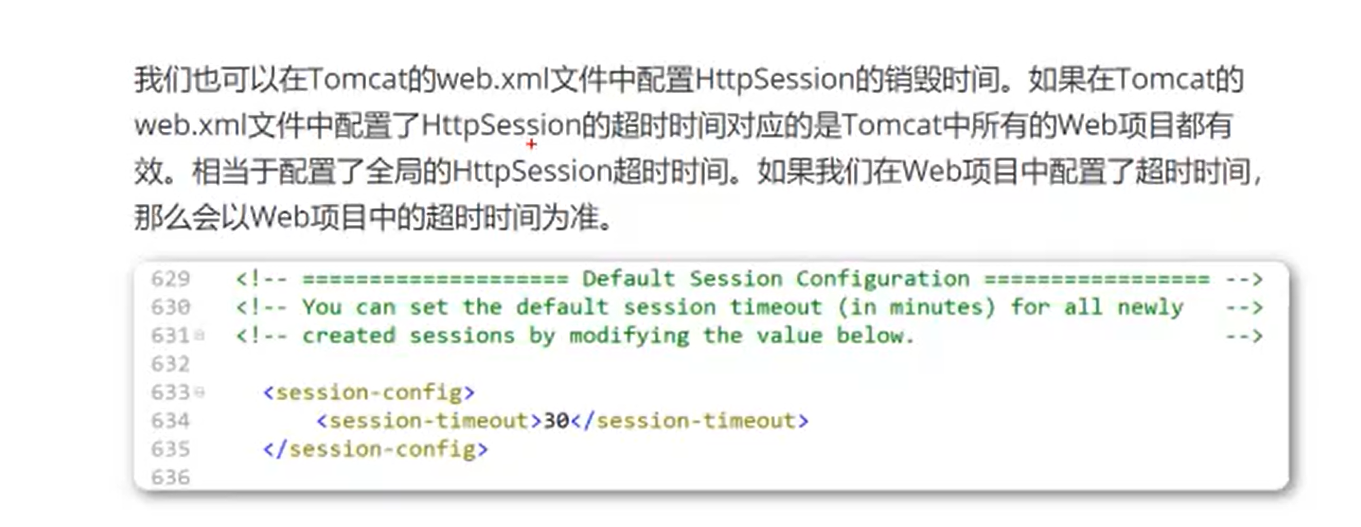 我们也可以在Tomcat的web.xml文件中配置HttpSession的销毁时间。如果在Tomcat的
web.xml文件中配置了HttpSession的超时时间对应的是Tomcat中所有的Web项目都有
效。相当于配置了全局的HttpSession超时时间。如果我们在Web项目中配置了超时时间，
那么会以Web项目中的超时时间为准。
629 <!-- ==================== Default Session Configuration ================= -->
630 <!-- You can set the default session timeout (in minutes) for all newly -->
631 <!-- created sessions by modifying the value below. -->
632
633 <session-config>
634 <session-timeout>30</session-timeout>
635 </session-config>
636